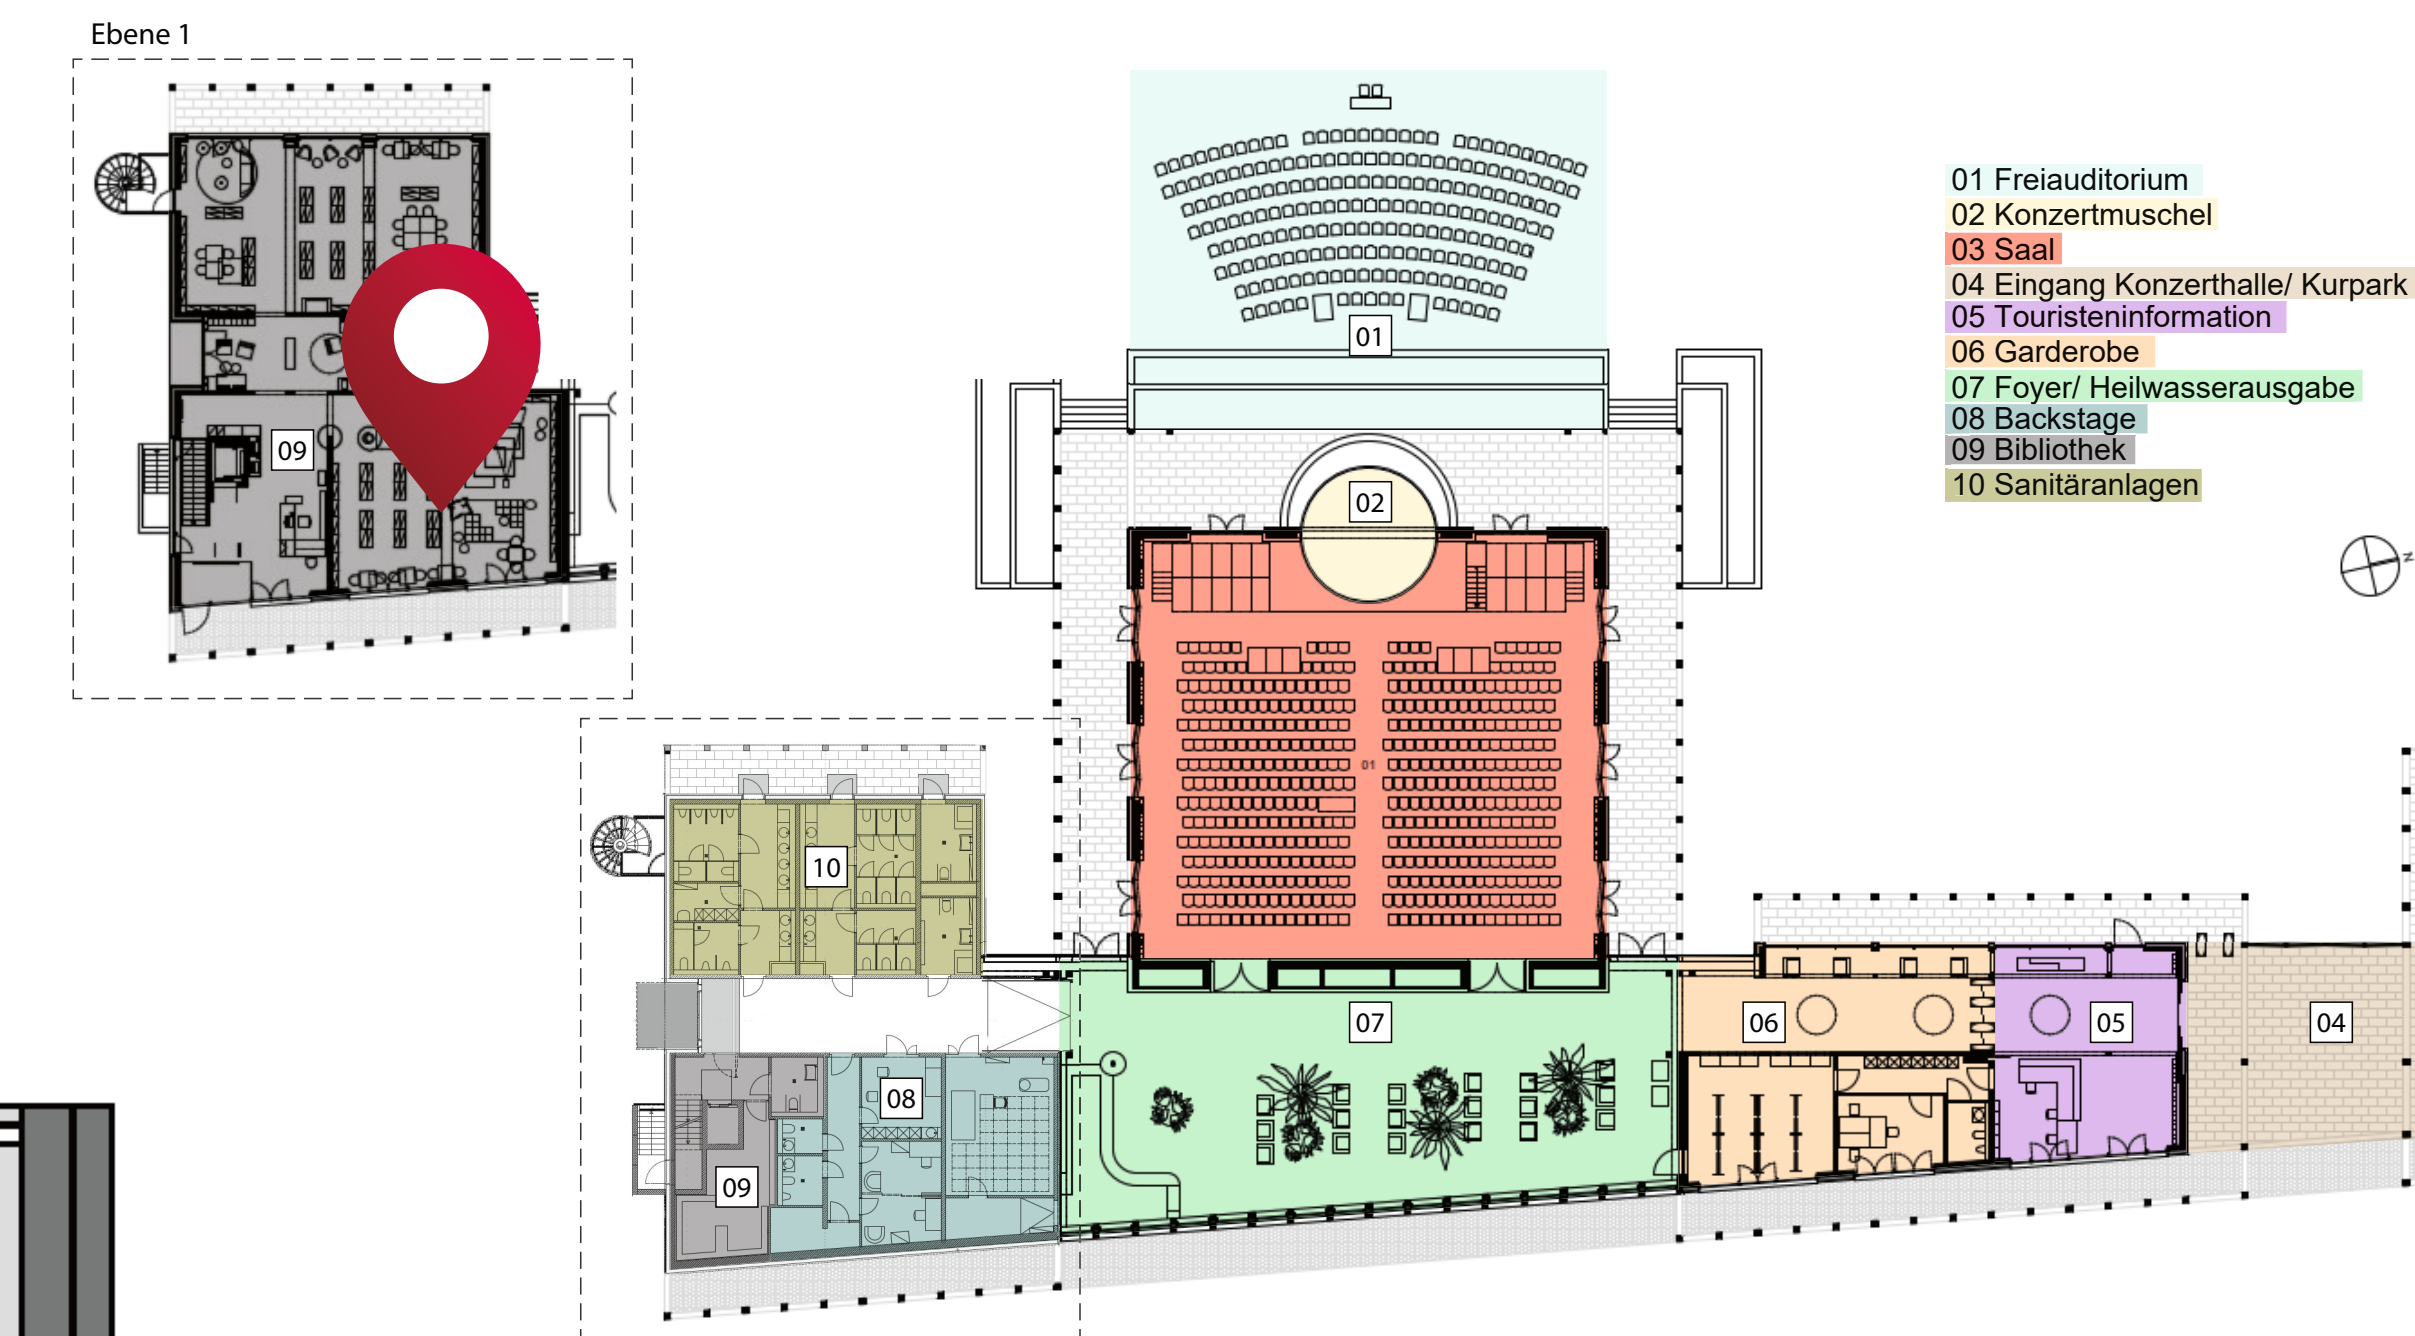 Ebene 1
01 Freiauditorium
02 Konzertmuschel
03 Saal
04 Eingang Konzerthalle/ Kurpark
05 Touristeninformation
06 Garderobe
07 Foyer/ Heilwasserausgabe
08 Backstage
09 Bibliothek
10 Sanitäranlagen
01
09
02
N
01
10
07
06
05
04
08
09